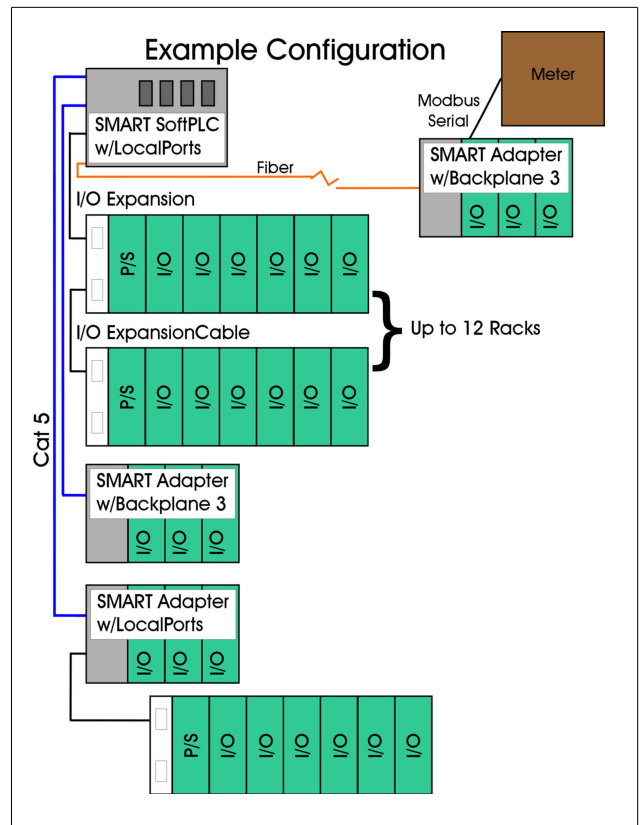 Example Configuration
Meter
Modbus
Serial
SMART SoftPLC
w/LocalPorts
SMART Adapter
w/Backplane 3
I/O
I/O
I/O
Fiber
I/O Expansion
P/S
I/O
I/O
I/O
I/O
I/O
I/O
Up to 12 Racks
I/O ExpansionCable
P/S
I/O
I/O
I/O
I/O
I/O
I/O
Cat 5
SMART Adapter
w/Backplane 3
I/O
I/O
I/O
SMART Adapter
w/LocalPorts
I/O
I/O
I/O
P/S
I/O
I/O
I/O
I/O
I/O
I/O